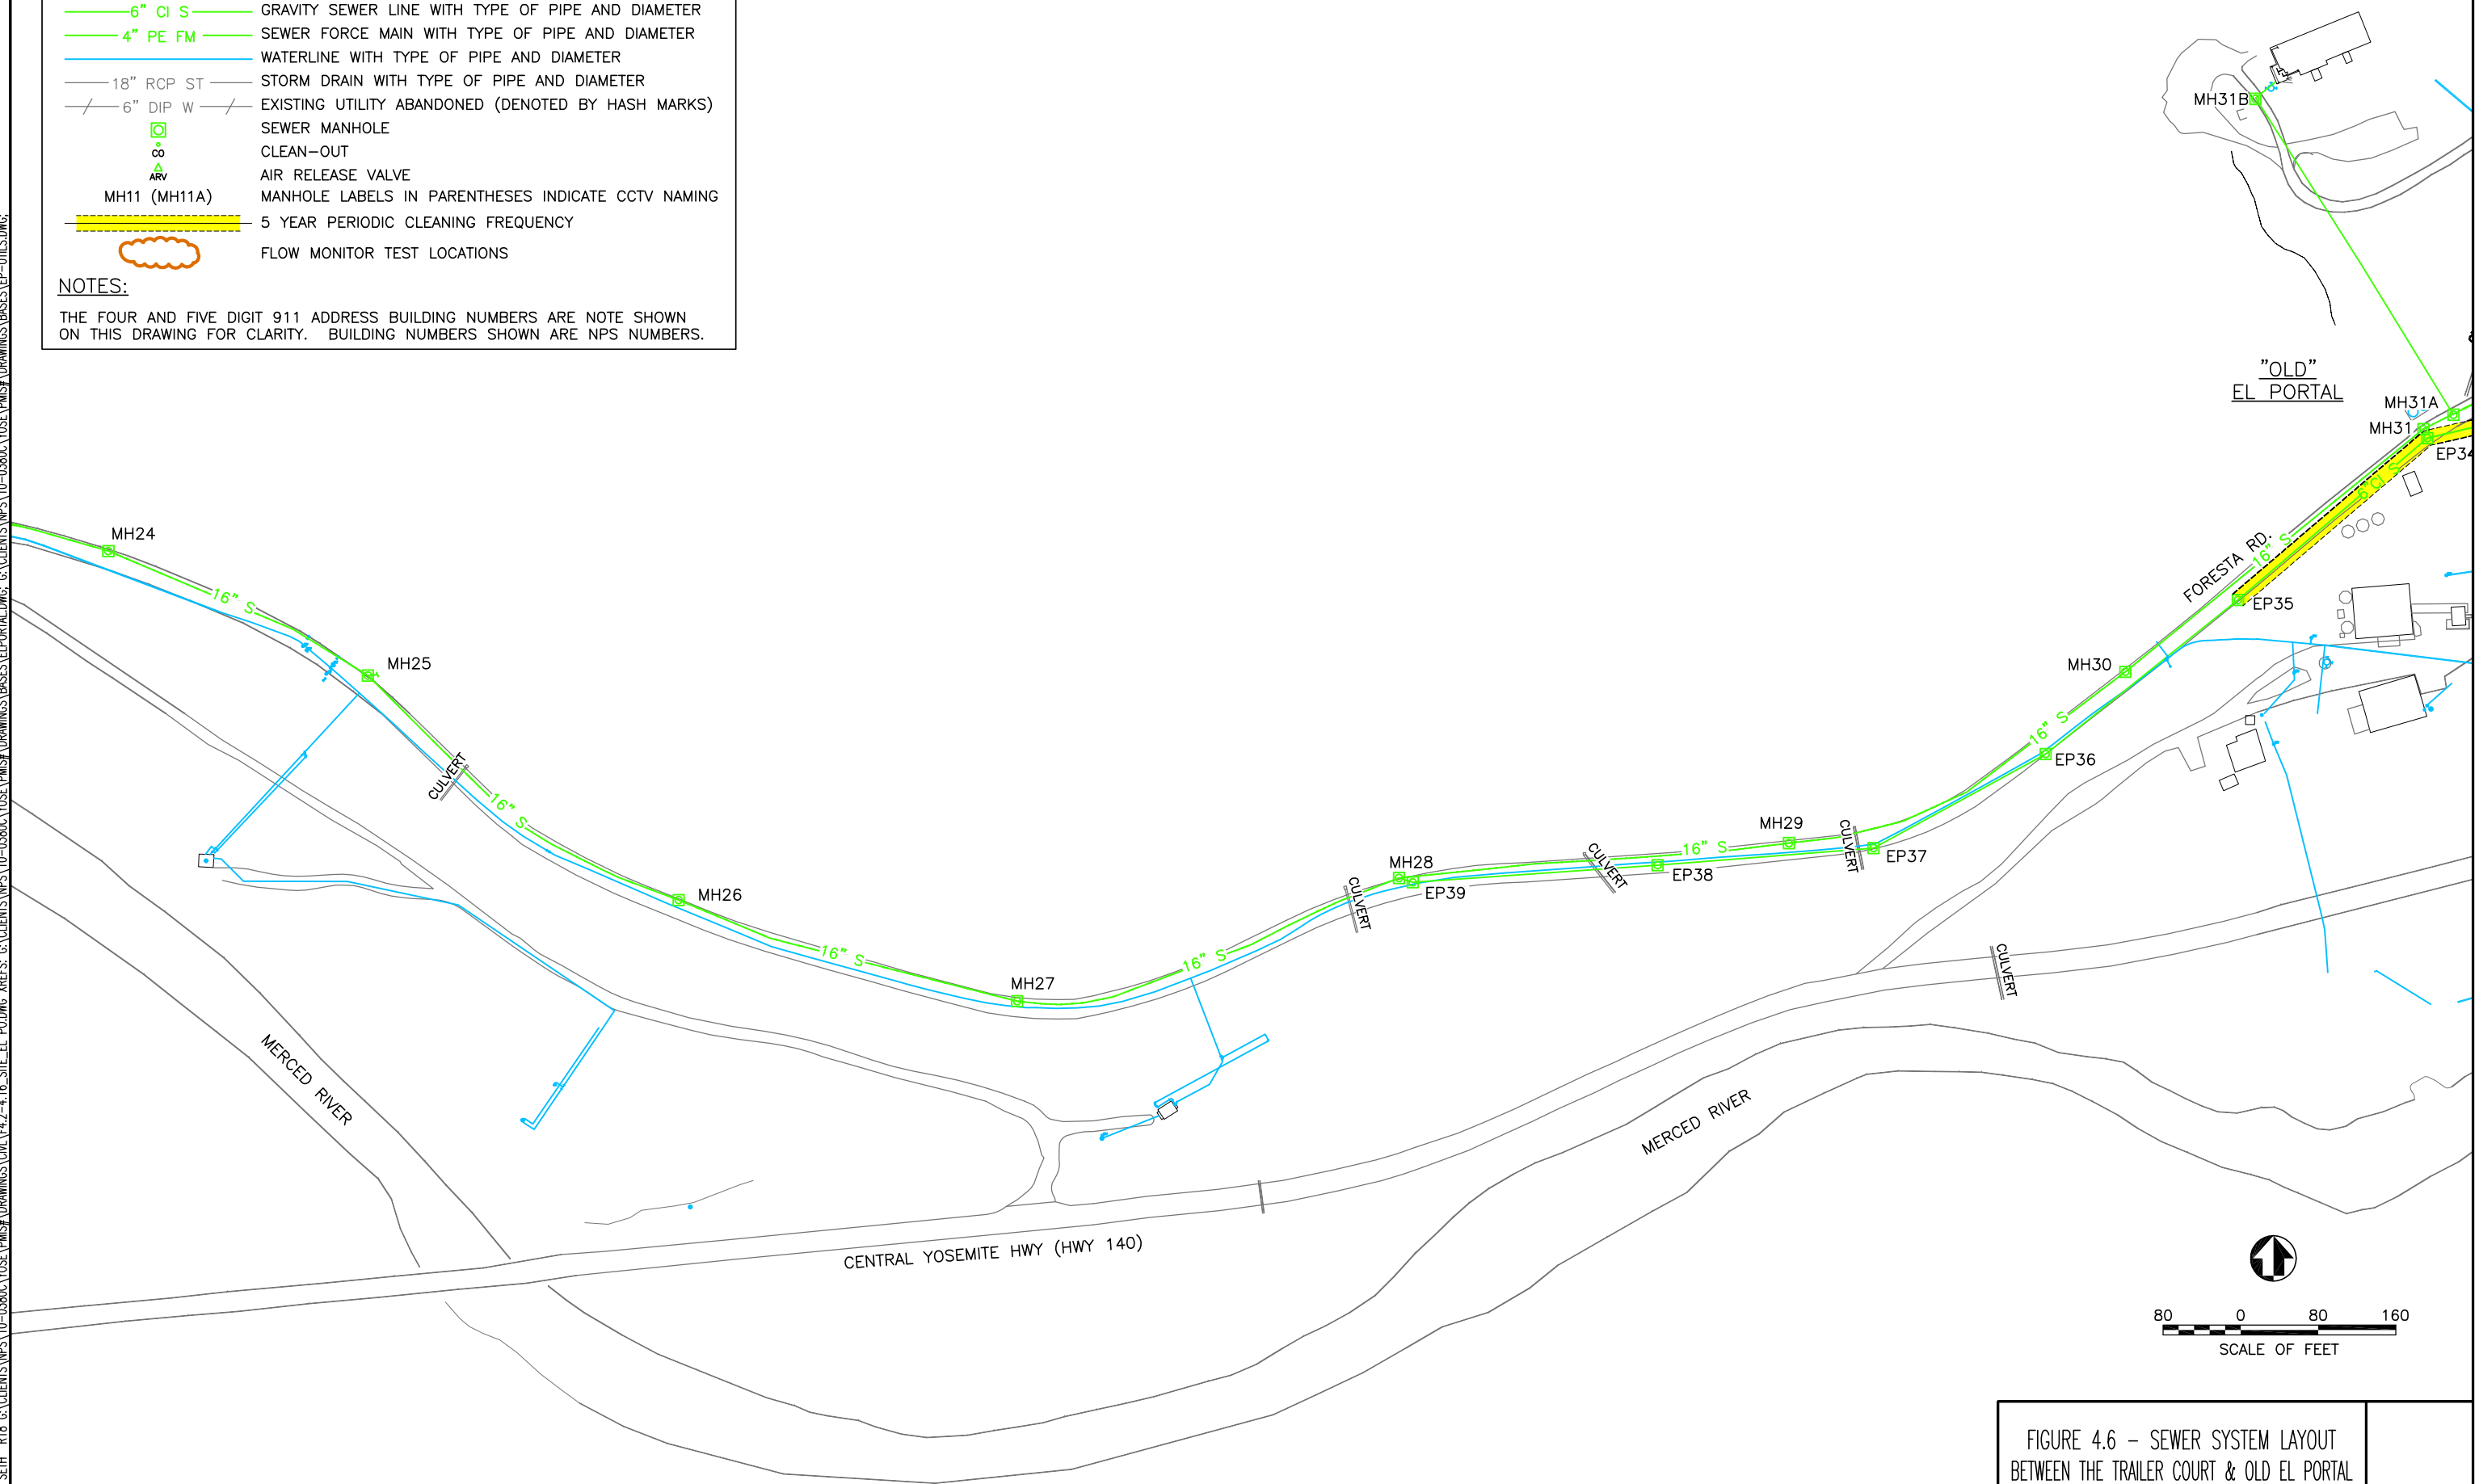 6" CI S GRAVITY SEWER LINE WITH TYPE OF PIPE AND DIAMETER
4" PE FM SEWER FORCE MAIN WITH TYPE OF PIPE AND DIAMETER
WATERLINE WITH TYPE OF PIPE AND DIAMETER
18" RCP ST STORM DRAIN WITH TYPE OF PIPE AND DIAMETER
6" DIP W EXISTING UTILITY ABANDONED (DENOTED BY HASH MARKS)
SEWER MANHOLE
CO CLEAN-OUT
ARV AIR RELEASE VALVE
MH11 (MH11A) MANHOLE LABELS IN PARENTHESES INDICATE CCTV NAMING
5 YEAR PERIODIC CLEANING FREQUENCY
FLOW MONITOR TEST LOCATIONS
NOTES:
THE FOUR AND FIVE DIGIT 911 ADDRESS BUILDING NUMBERS ARE NOTE SHOWN
ON THIS DRAWING FOR CLARITY. BUILDING NUMBERS SHOWN ARE NPS NUMBERS.
MH31B
"OLD"
EL PORTAL
MH31A
MH31
EP34
6"CI S
FORESTA RD.
16" S
EP35
MH30
16" S
EP36
MH24
16" S
MH25
CULVERT
16" S
MH26
16" S
MH27
16" S
CULVERT
MH28
EP39
CULVERT
EP38
16" S
MH29
CULVERT
EP37
CULVERT
MERCED RIVER
MERCED RIVER
CENTRAL YOSEMITE HWY (HWY 140)
80 0 80 160
SCALE OF FEET
FIGURE 4.6 - SEWER SYSTEM LAYOUT
BETWEEN THE TRAILER COURT & OLD EL PORTAL